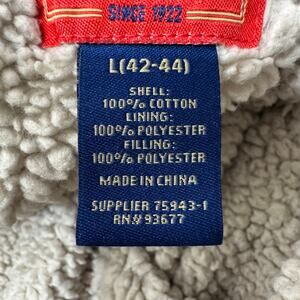 SINCE 1922
L(42-44)
SHELL:
100% COTTON
LINING:
100% POLYESTER
FILLING:
100% POLYESTER
MADE IN CHINA
SUPPLIER 75943-1
RN# 93677